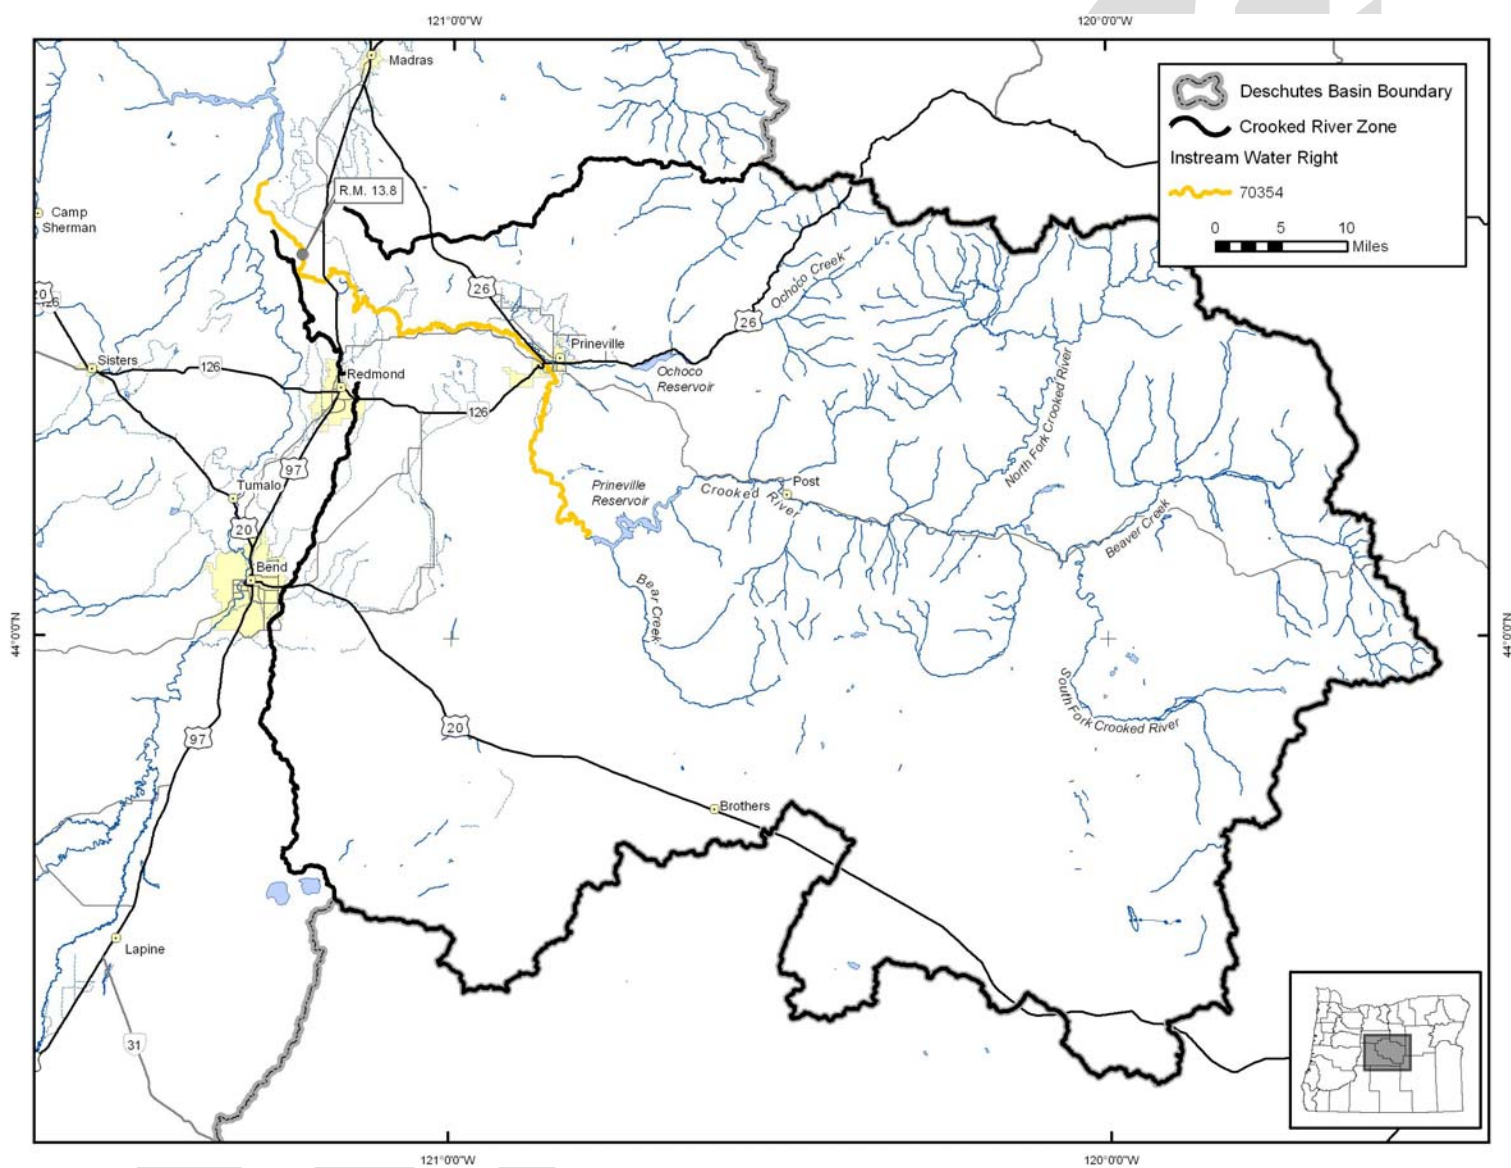 121°0'0"W
120°0'0"W
Madras
Deschutes Basin Boundary
Crooked River Zone
Instream Water Right
70354
0
5
10
Miles
R.M. 13.8
Camp
Sherman
26
20
126
Ochoco Creek
26
Prineville
Sisters
126
Redmond
Ochoco
Reservoir
126
North Fork Crooked River
97
Tumalo
Prineville
Reservoir
Crooked
River
Post
20
Beaver Creek
Bend
Bear Creek
44°0'0"N
44°0'0"N
South Fork Crooked River
97
20
Brothers
Lapine
31
121°0'0"W
120°0'0"W